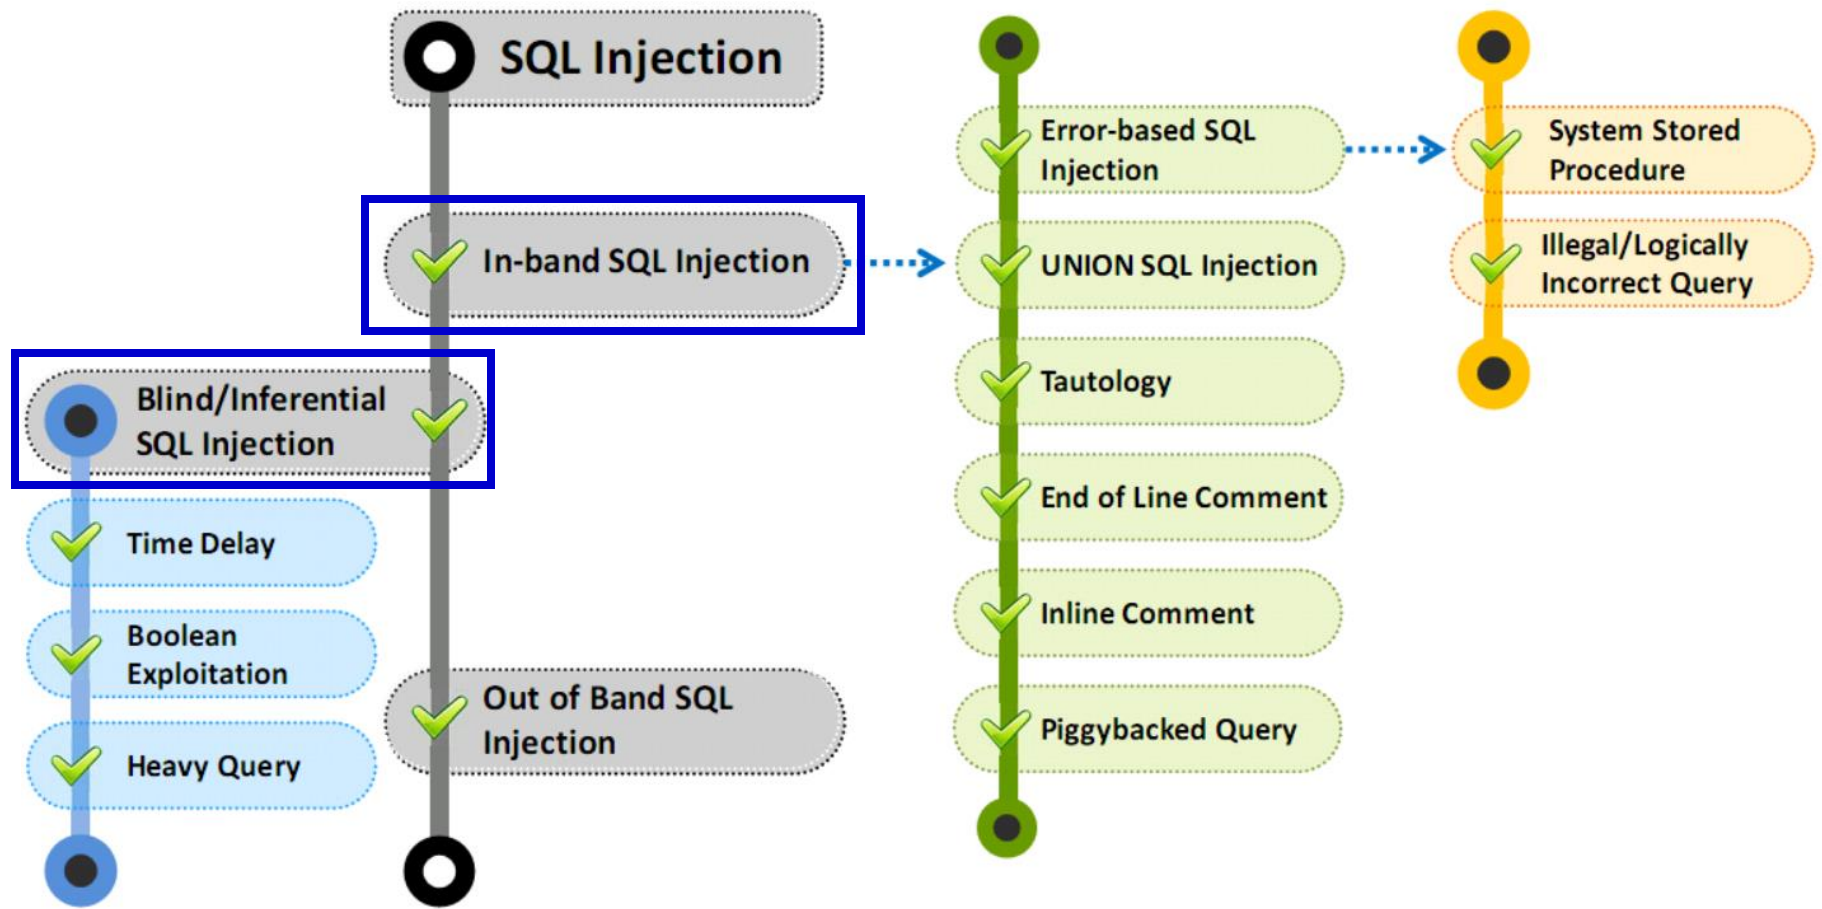 SQL Injection
In-band SQL Injection
Blind/Inferential
SQL Injection
Time Delay
Boolean
Exploitation
Heavy Query
Out of Band SQL
Injection
Error-based SQL
Injection
UNION SQL Injection
Tautology
End of Line Comment
Inline Comment
Piggybacked Query
System Stored
Procedure
Illegal/Logically
Incorrect Query